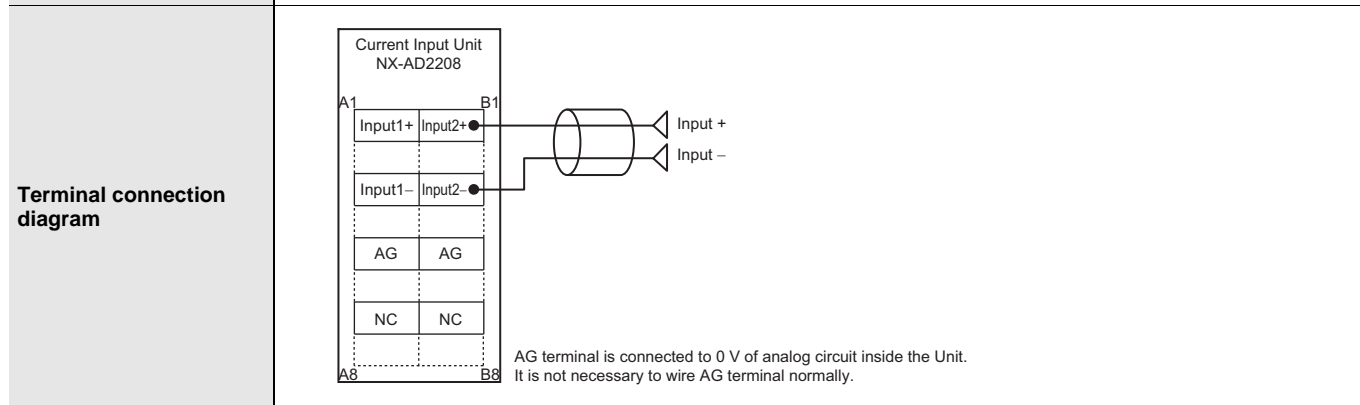 Terminal connection
diagram
Current Input Unit
NX-AD2208
A1 B1
Input1+ Input2+ Input +
Input –
Input1– Input2–
AG AG
NC NC
A8 B8
AG terminal is connected to 0 V of analog circuit inside the Unit.
It is not necessary to wire AG terminal normally.